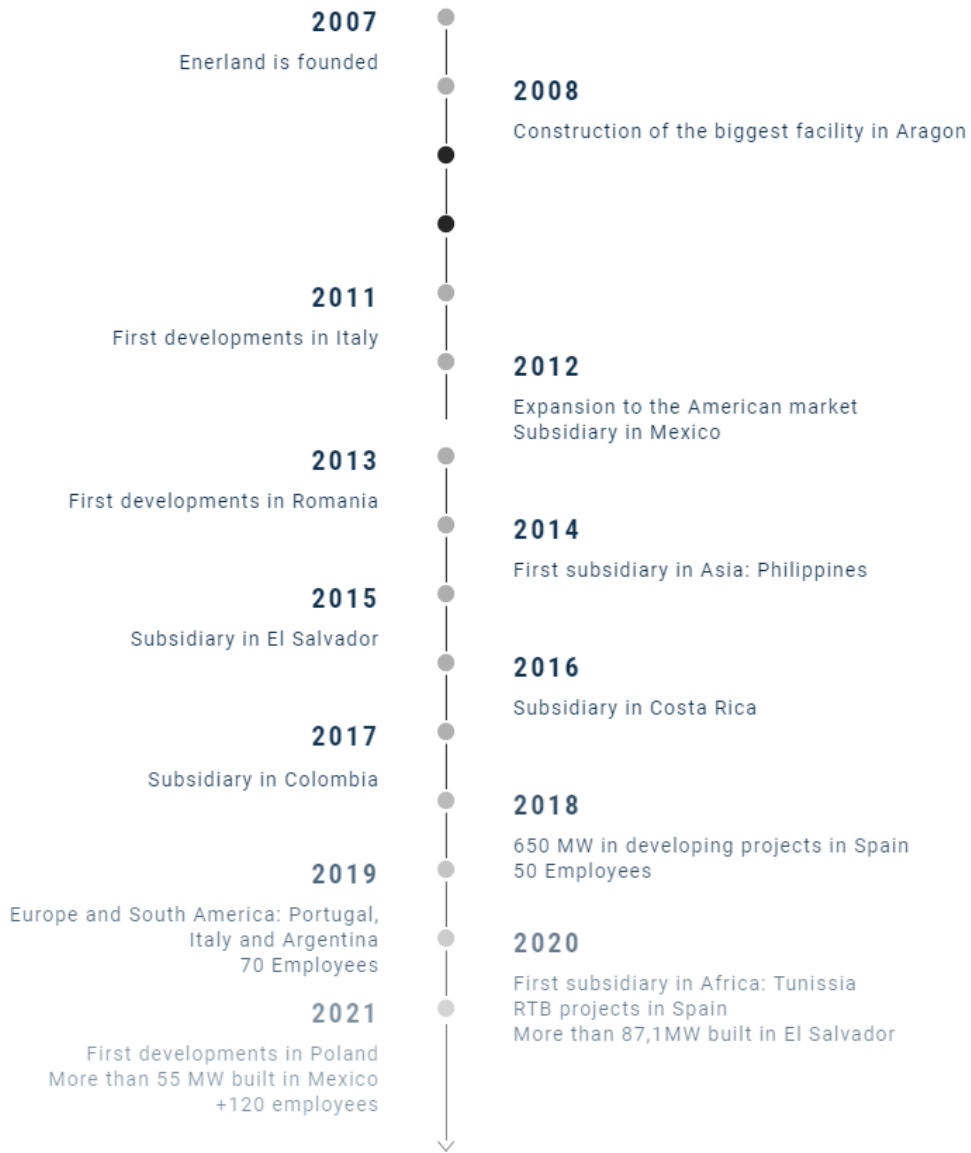 2007
Enerland is founded
2008
Construction of the biggest facility in Aragon
2011
First developments in Italy
2012
Expansion to the American market
Subsidiary in Mexico
2013
First developments in Romania
2014
First subsidiary in Asia: Philippines
2015
Subsidiary in El Salvador
2016
Subsidiary in Costa Rica
2017
Subsidiary in Colombia
2018
650 MW in developing projects in Spain
50 Employees
2019
Europe and South America: Portugal,
Italy and Argentina
70 Employees
2020
First subsidiary in Africa: Tunissia
RTB projects in Spain
More than 87,1MW built in El Salvador
2021
First developments in Poland
More than 55 MW built in Mexico
+120 employees